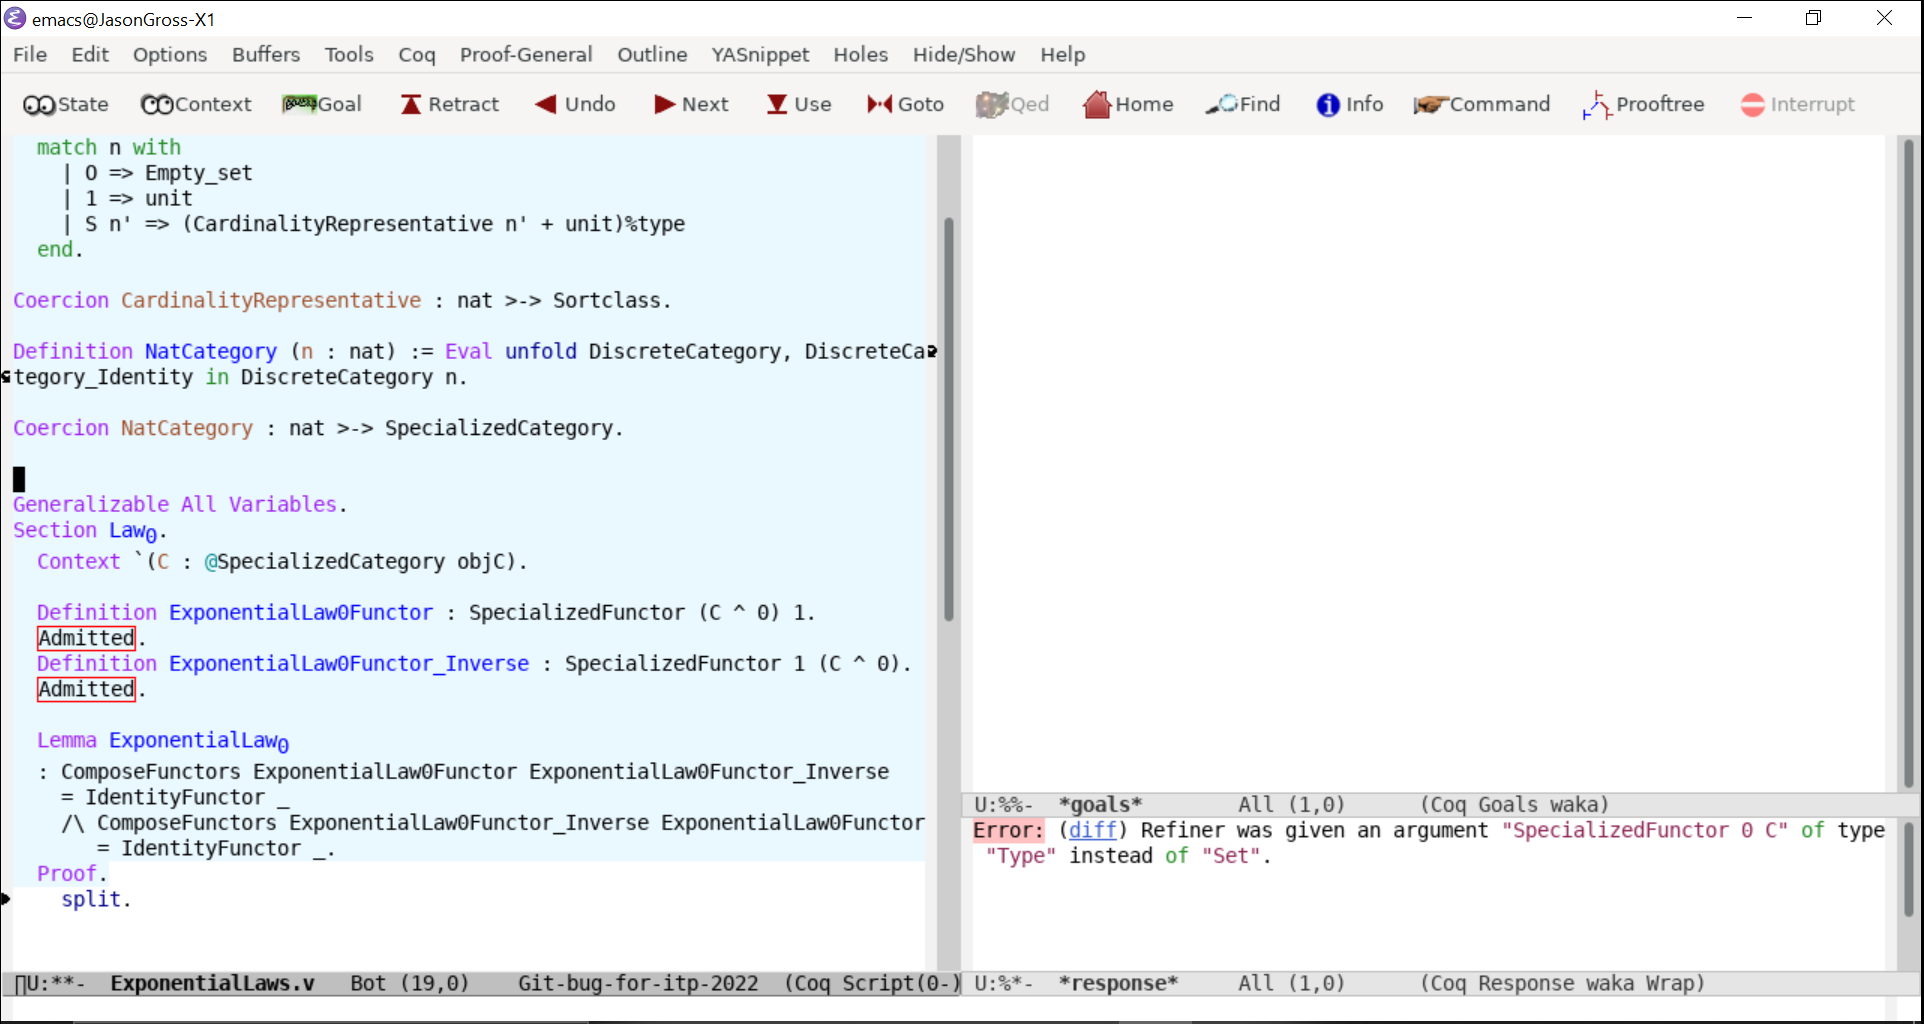 emacs@JasonGross-X1
File Edit Options Buffers Tools Coq Proof-General Outline YASnippet Holes Hide/Show Help
State Context Goal Retract Undo Next Use Goto Qed Home Find Info Command Prooftree Interrupt
match n with
| O => Empty_set
| 1 => unit
| S n' => (CardinalityRepresentative n' + unit)%type
end.
Coercion CardinalityRepresentative : nat >-> Sortclass.
Definition NatCategory (n : nat) := Eval unfold DiscreteCategory, DiscreteCa
tegory_Identity in DiscreteCategory n.
Coercion NatCategory : nat >-> SpecializedCategory.
Generalizable All Variables.
Section Law0.
Context `(C : @SpecializedCategory objC).
Definition ExponentialLaw0Functor : SpecializedFunctor (C ^ 0) 1.
Admitted.
Definition ExponentialLaw0Functor_Inverse : SpecializedFunctor 1 (C ^ 0).
Admitted.
Lemma ExponentialLaw0
: ComposeFunctors ExponentialLaw0Functor ExponentialLaw0Functor_Inverse
= IdentityFunctor _
/\ ComposeFunctors ExponentialLaw0Functor_Inverse ExponentialLaw0Functor
= IdentityFunctor _.
Proof.
split.
U:**- ExponentialLaws.v Bot (19,0) Git-bug-for-itp-2022 (Coq Script(0-)
U:%%- *goals* All (1,0) (Coq Goals waka)
Error: (diff) Refiner was given an argument "SpecializedFunctor 0 C" of type
"Type" instead of "Set".
U:%*- *response* All (1,0) (Coq Response waka Wrap)